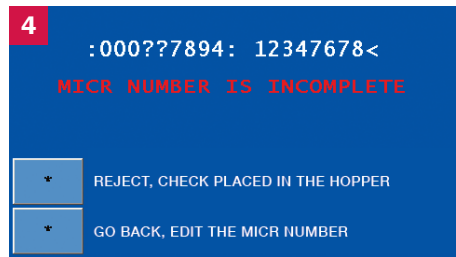 4
:000??7894: 12347678<
MICR NUMBER IS INCOMPLETE
* REJECT, CHECK PLACED IN THE HOPPER
* GO BACK, EDIT THE MICR NUMBER